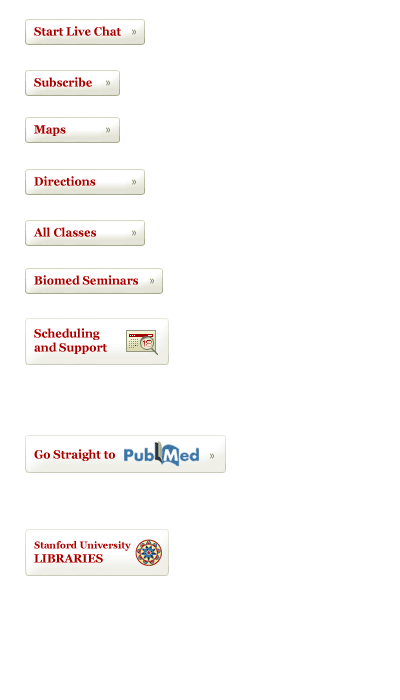 Start Live Chat »
Subscribe »
Maps »
Directions »
All Classes »
Biomed Seminars »
Scheduling
and Support
Go Straight to PubMed »
Stanford University
LIBRARIES